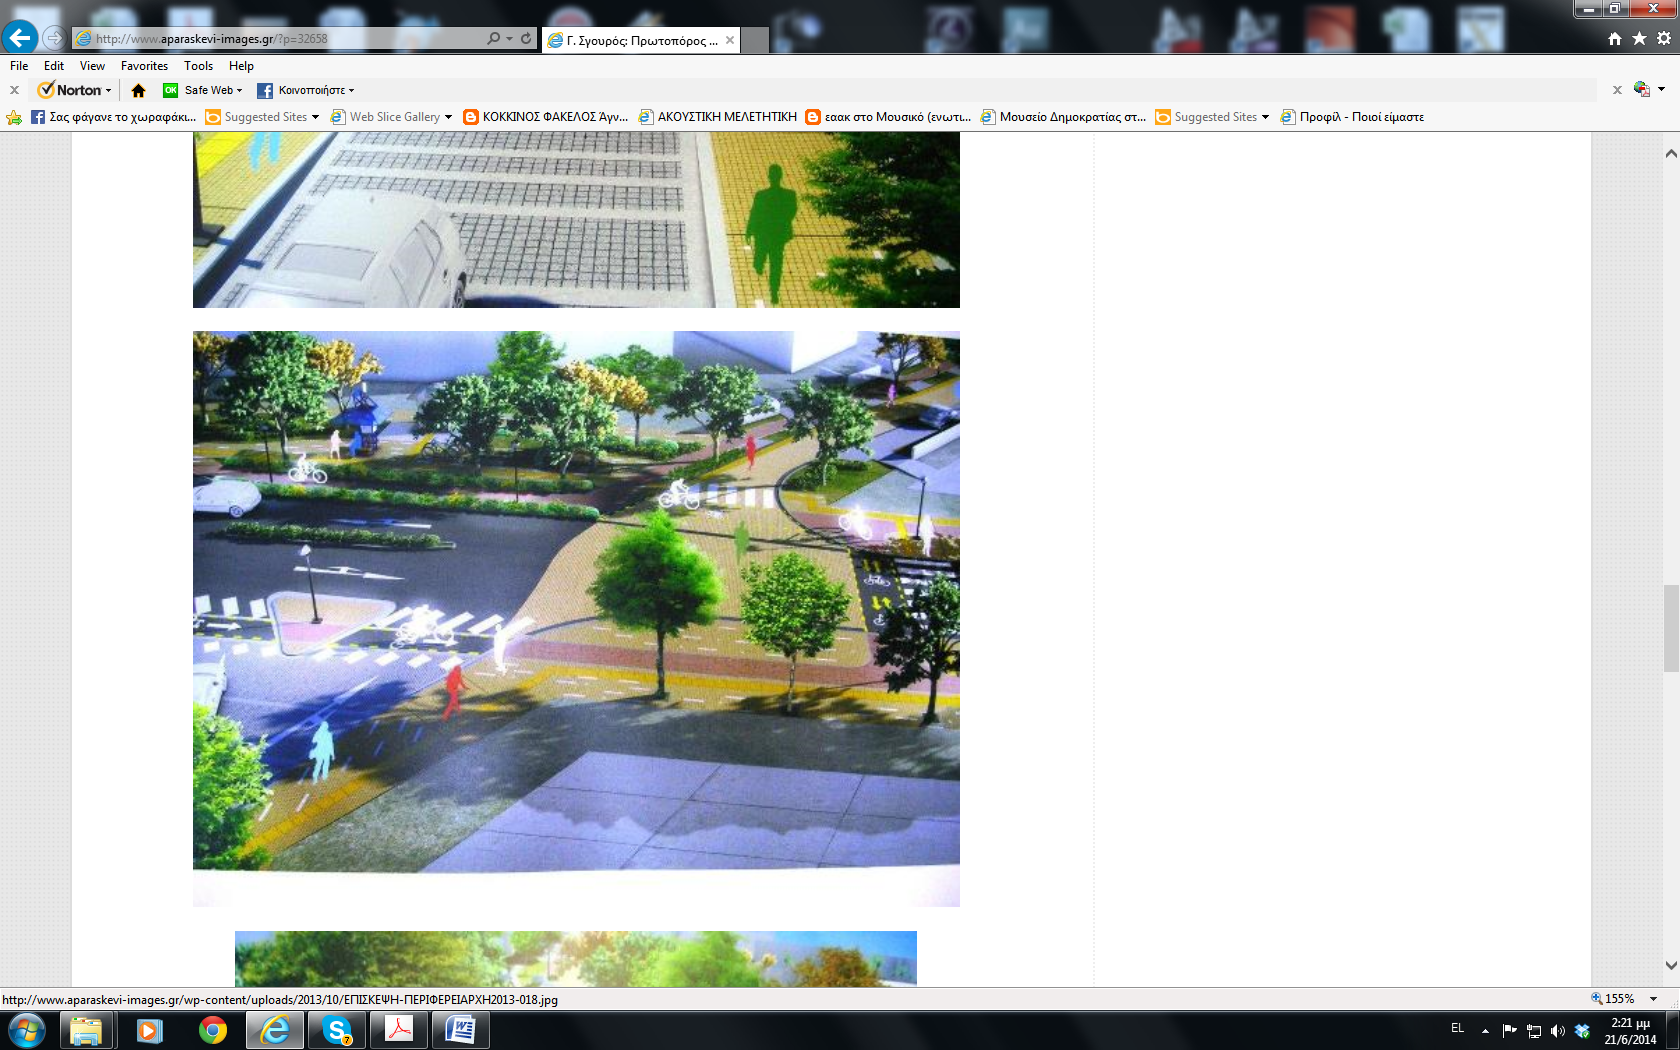 http://www.aparaskevi-images.gr/?p=32658
Γ. Σγουρός: Πρωτοπόρος ...
File Edit View Favorites Tools Help
Norton Safe Web Κοινοποιήστε
Σας φάγανε το χωραφάκι... Suggested Sites Web Slice Gallery ΚΟΚΚΙΝΟΣ ΦΑΚΕΛΟΣ Άγν... ΑΚΟΥΣΤΙΚΗ ΜΕΛΕΤΗΤΙΚΗ εαακ στο Μουσικό (ενωτι... Μουσείο Δημοκρατίας στ... Suggested Sites Προφίλ - Ποιοί είμαστε
http://www.aparaskevi-images.gr/wp-content/uploads/2013/10/ΕΠΙΣΚΕΨΗ-ΠΕΡΙΦΕΡΕΙΑΡΧΗ2013-018.jpg
155%
EL
2:21 μμ
21/6/2014